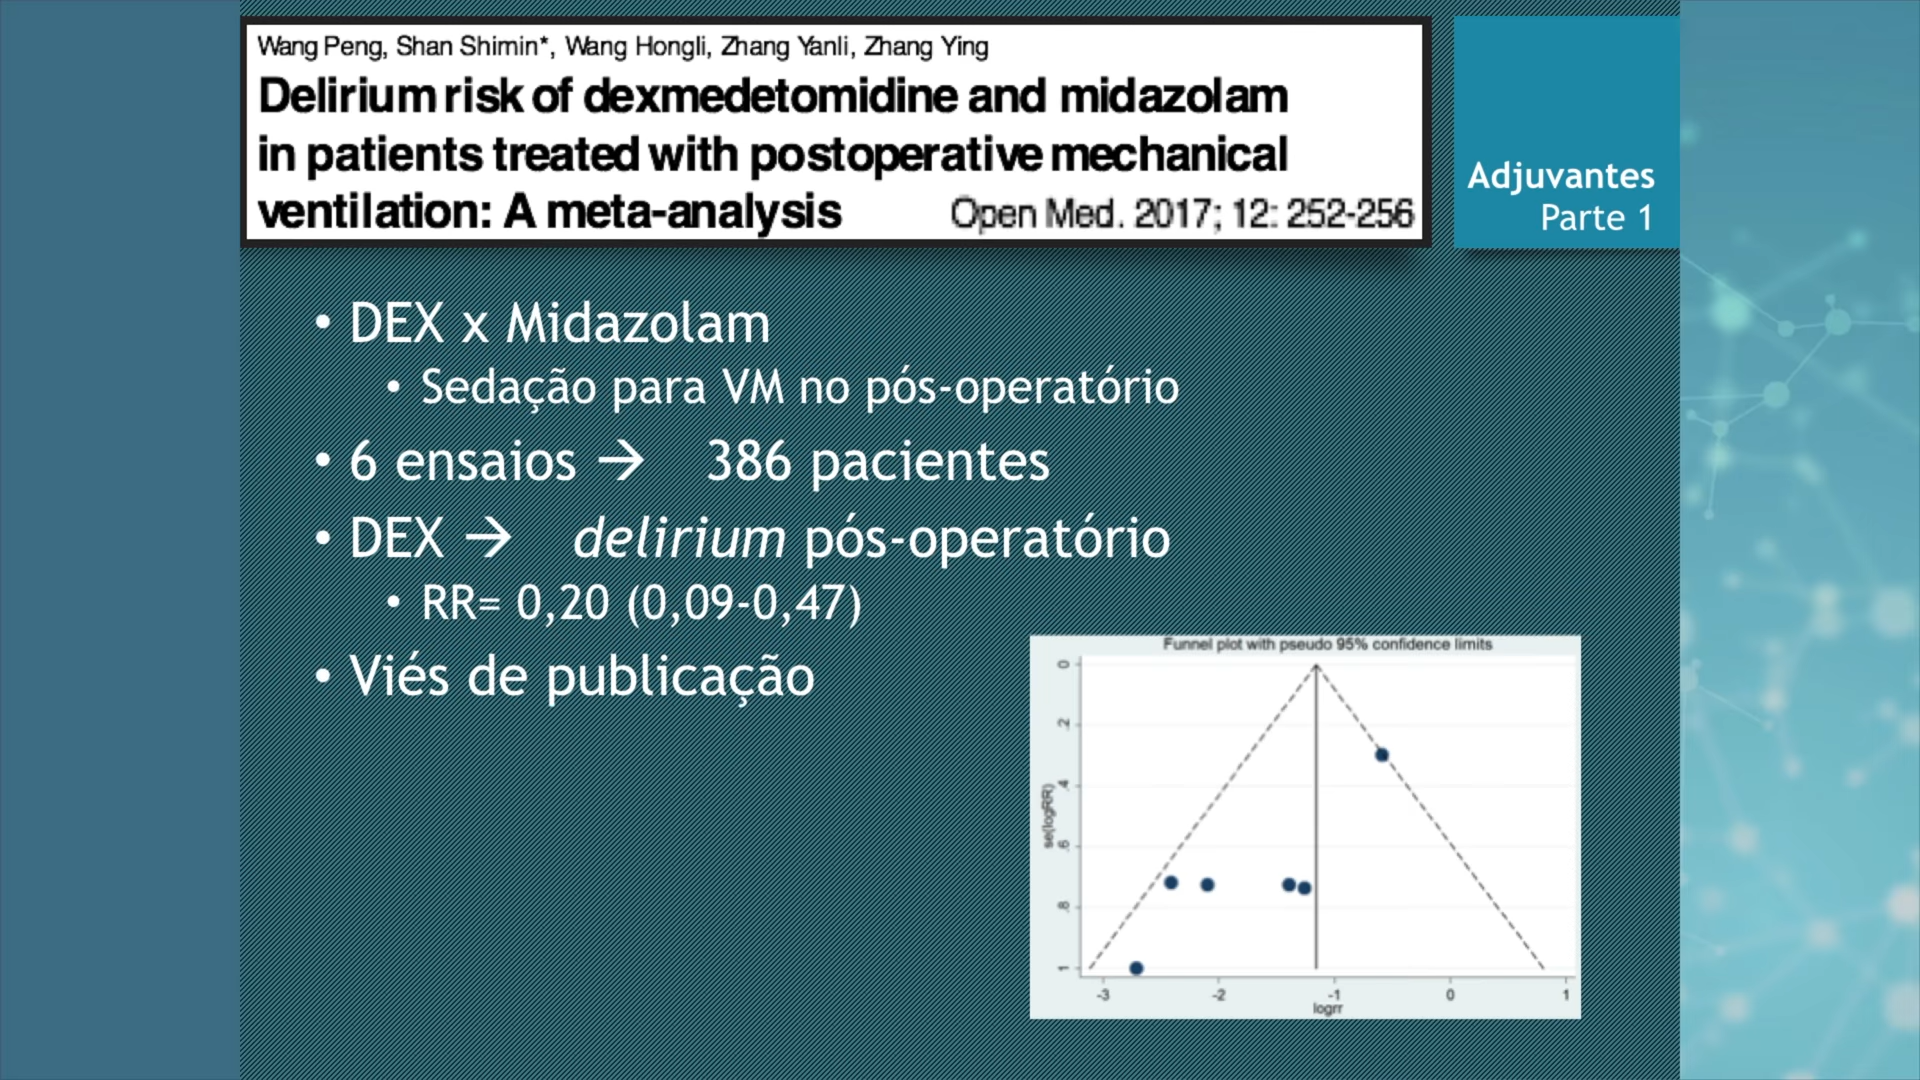 Wang Peng, Shan Shimin*, Wang Hongli, Zhang Yanli, Zhang Ying
Delirium risk of dexmedetomidine and midazolam
in patients treated with postoperative mechanical
ventilation: A meta-analysis
Open Med. 2017; 12: 252-256
Adjuvantes
Parte 1
• DEX x Midazolam
• Sedação para VM no pós-operatório
• 6 ensaios → 386 pacientes
• DEX → delirium pós-operatório
• RR= 0,20 (0,09-0,47)
• Viés de publicação
Funnel plot with pseudo 95% confidence limits
0
.2
.4
.6
.8
1
se(logRR)
-3 -2 -1 0 1
logrr